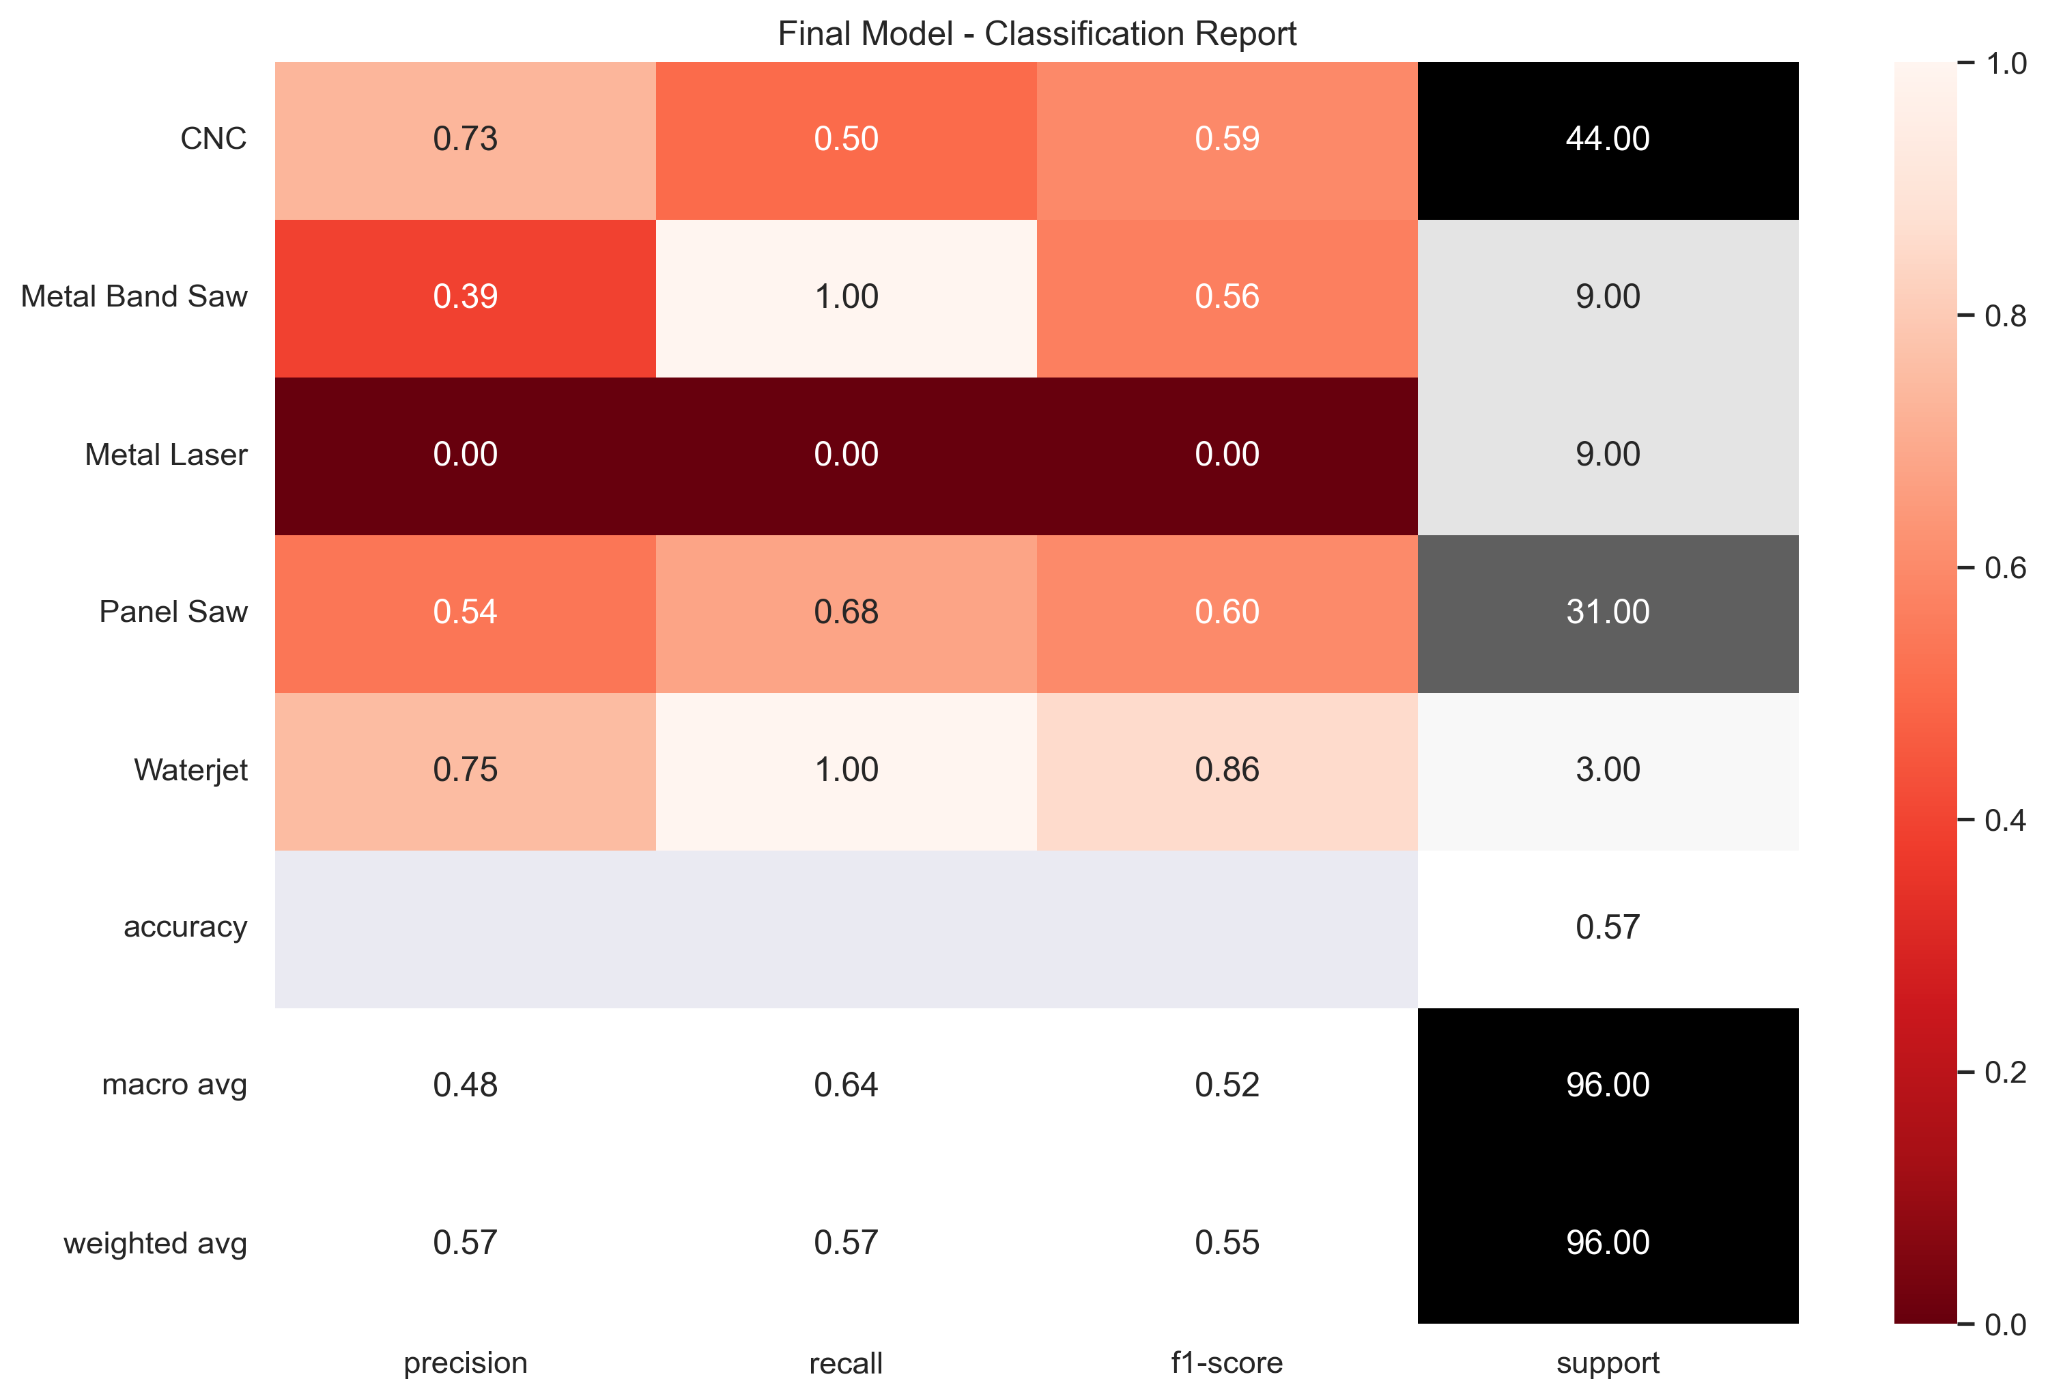 Final Model - Classification Report
CNC 0.73 0.50 0.59 44.00
Metal Band Saw 0.39 1.00 0.56 9.00
Metal Laser 0.00 0.00 0.00 9.00
Panel Saw 0.54 0.68 0.60 31.00
Waterjet 0.75 1.00 0.86 3.00
accuracy 0.57
macro avg 0.48 0.64 0.52 96.00
weighted avg 0.57 0.57 0.55 96.00
precision recall f1-score support
1.0
0.8
0.6
0.4
0.2
0.0